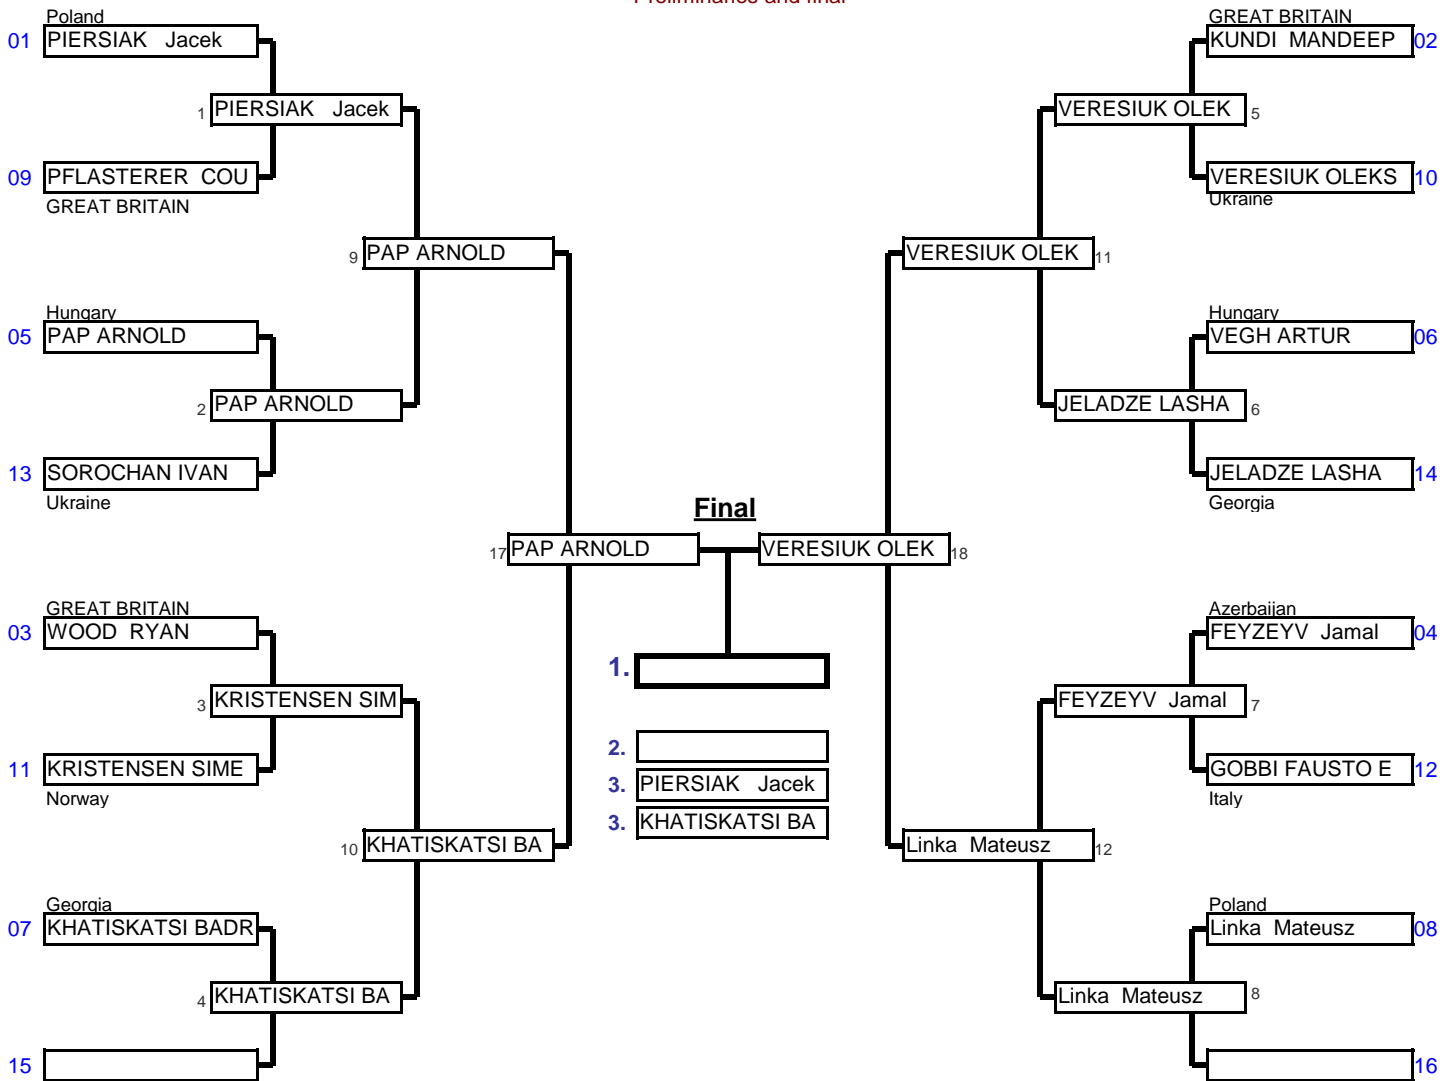 Preliminaries and final
Poland
01 PIERSIAK Jacek
1 PIERSIAK Jacek
09 PFLASTERER COU
GREAT BRITAIN
9 PAP ARNOLD
Hungary
05 PAP ARNOLD
2 PAP ARNOLD
13 SOROCHAN IVAN
Ukraine
17 PAP ARNOLD
GREAT BRITAIN
03 WOOD RYAN
3 KRISTENSEN SIM
11 KRISTENSEN SIME
Norway
10 KHATISKATSI BA
Georgia
07 KHATISKATSI BADR
4 KHATISKATSI BA
15
Final
1.
2.
3. PIERSIAK Jacek
3. KHATISKATSI BA
GREAT BRITAIN
KUNDI MANDEEP 02
VERESIUK OLEK 5
VERESIUK OLEKS 10
Ukraine
VERESIUK OLEK 11
Hungary
VEGH ARTUR 06
JELADZE LASHA 6
JELADZE LASHA 14
Georgia
VERESIUK OLEK 18
Azerbaijan
FEYZEYV Jamal 04
FEYZEYV Jamal 7
GOBBI FAUSTO E 12
Italy
Linka Mateusz 12
Poland
Linka Mateusz 08
Linka Mateusz 8
16